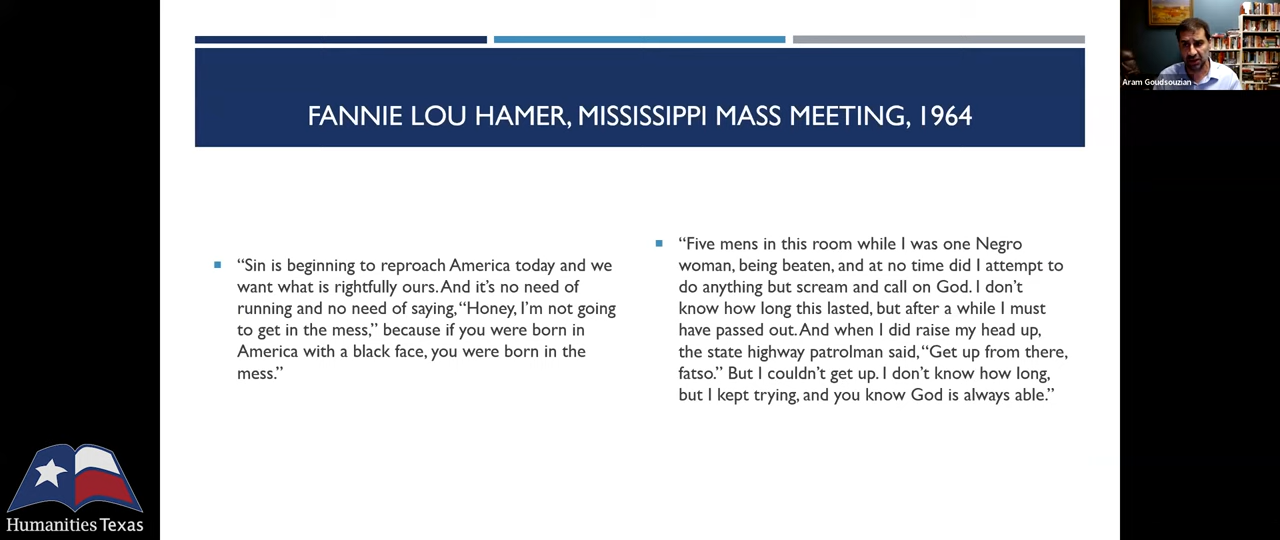 FANNIE LOU HAMER, MISSISSIPPI MASS MEETING, 1964
“Sin is beginning to reproach America today and we
want what is rightfully ours. And it’s no need of
running and no need of saying, “Honey, I’m not going
to get in the mess,” because if you were born in
America with a black face, you were born in the
mess.”
“Five mens in this room while I was one Negro
woman, being beaten, and at no time did I attempt to
do anything but scream and call on God. I don’t
know how long this lasted, but after a while I must
have passed out. And when I did raise my head up,
the state highway patrolman said, “Get up from there,
fatso.” But I couldn’t get up. I don’t know how long,
but I kept trying, and you know God is always able.”
Aram Goudsouzian
Humanities Texas